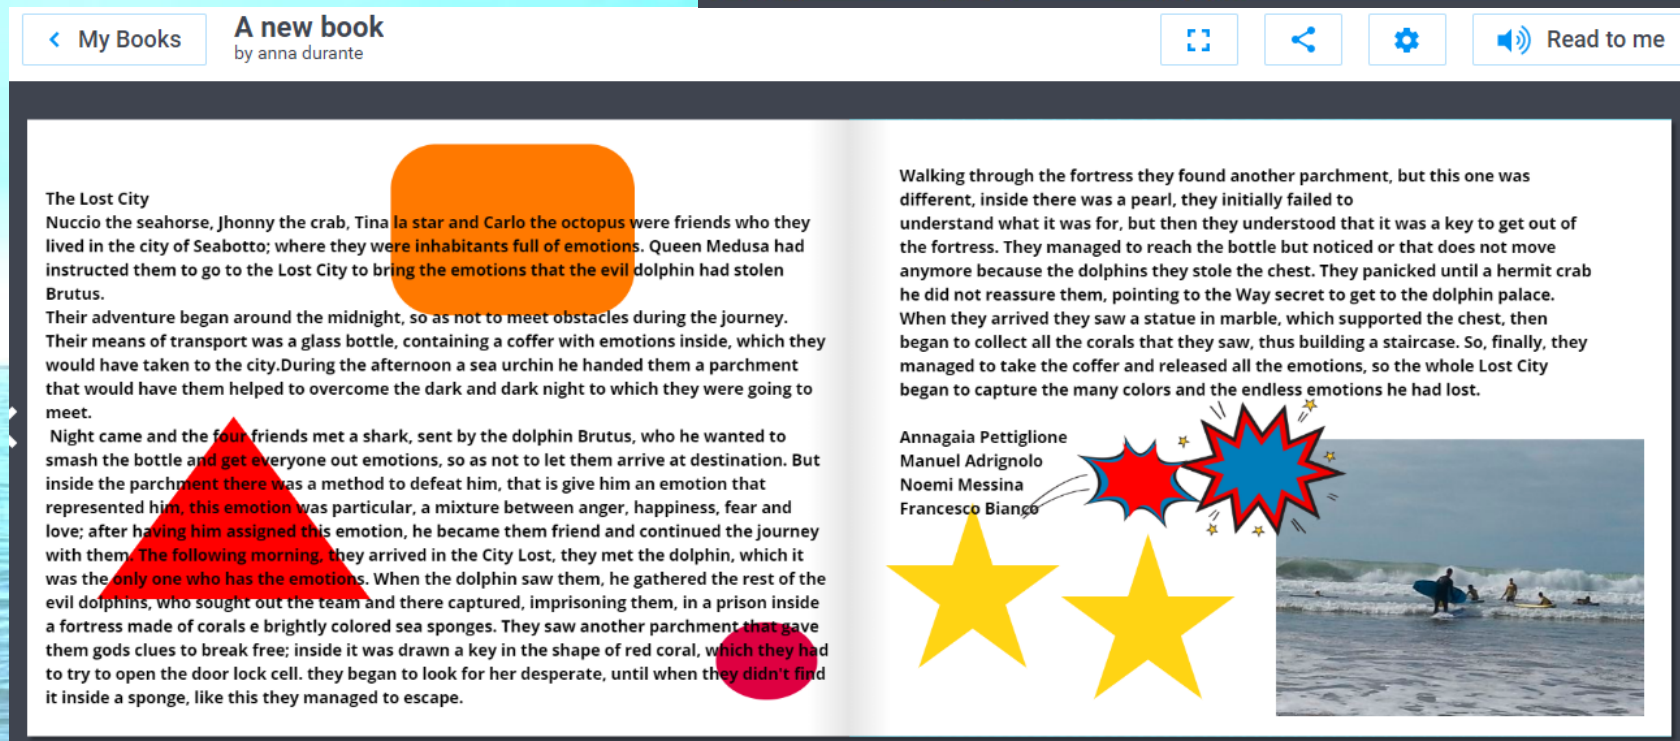 My Books
A new book
by anna durante
Read to me
The Lost City
Nuccio the seahorse, Jhonny the crab, Tina la star and Carlo the octopus were friends who they
lived in the city of Seabotto; where they were inhabitants full of emotions. Queen Medusa had
instructed them to go to the Lost City to bring the emotions that the evil dolphin had stolen
Brutus.
Their adventure began around the midnight, so as not to meet obstacles during the journey.
Their means of transport was a glass bottle, containing a coffer with emotions inside, which they
would have taken to the city.During the afternoon a sea urchin he handed them a parchment
that would have them helped to overcome the dark and dark night to which they were going to
meet.
Night came and the four friends met a shark, sent by the dolphin Brutus, who he wanted to
smash the bottle and get everyone out emotions, so as not to let them arrive at destination. But
inside the parchment there was a method to defeat him, that is give him an emotion that
represented him, this emotion was particular, a mixture between anger, happiness, fear and
love; after having him assigned this emotion, he became them friend and continued the journey
with them. The following morning, they arrived in the City Lost, they met the dolphin, which it
was the only one who has the emotions. When the dolphin saw them, he gathered the rest of the
evil dolphins, who sought out the team and there captured, imprisoning them, in a prison inside
a fortress made of corals e brightly colored sea sponges. They saw another parchment that gave
them gods clues to break free; inside it was drawn a key in the shape of red coral, which they had
to try to open the door lock cell. they began to look for her desperate, until when they didn't find
it inside a sponge, like this they managed to escape.
Walking through the fortress they found another parchment, but this one was
different, inside there was a pearl, they initially failed to
understand what it was for, but then they understood that it was a key to get out of
the fortress. They managed to reach the bottle but noticed or that does not move
anymore because the dolphins they stole the chest. They panicked until a hermit crab
he did not reassure them, pointing to the Way secret to get to the dolphin palace.
When they arrived they saw a statue in marble, which supported the chest, then
began to collect all the corals that they saw, thus building a staircase. So, finally, they
managed to take the coffer and released all the emotions, so the whole Lost City
began to capture the many colors and the endless emotions he had lost.
Annagaia Pettiglione
Manuel Adrignolo
Noemi Messina
Francesco Bianco